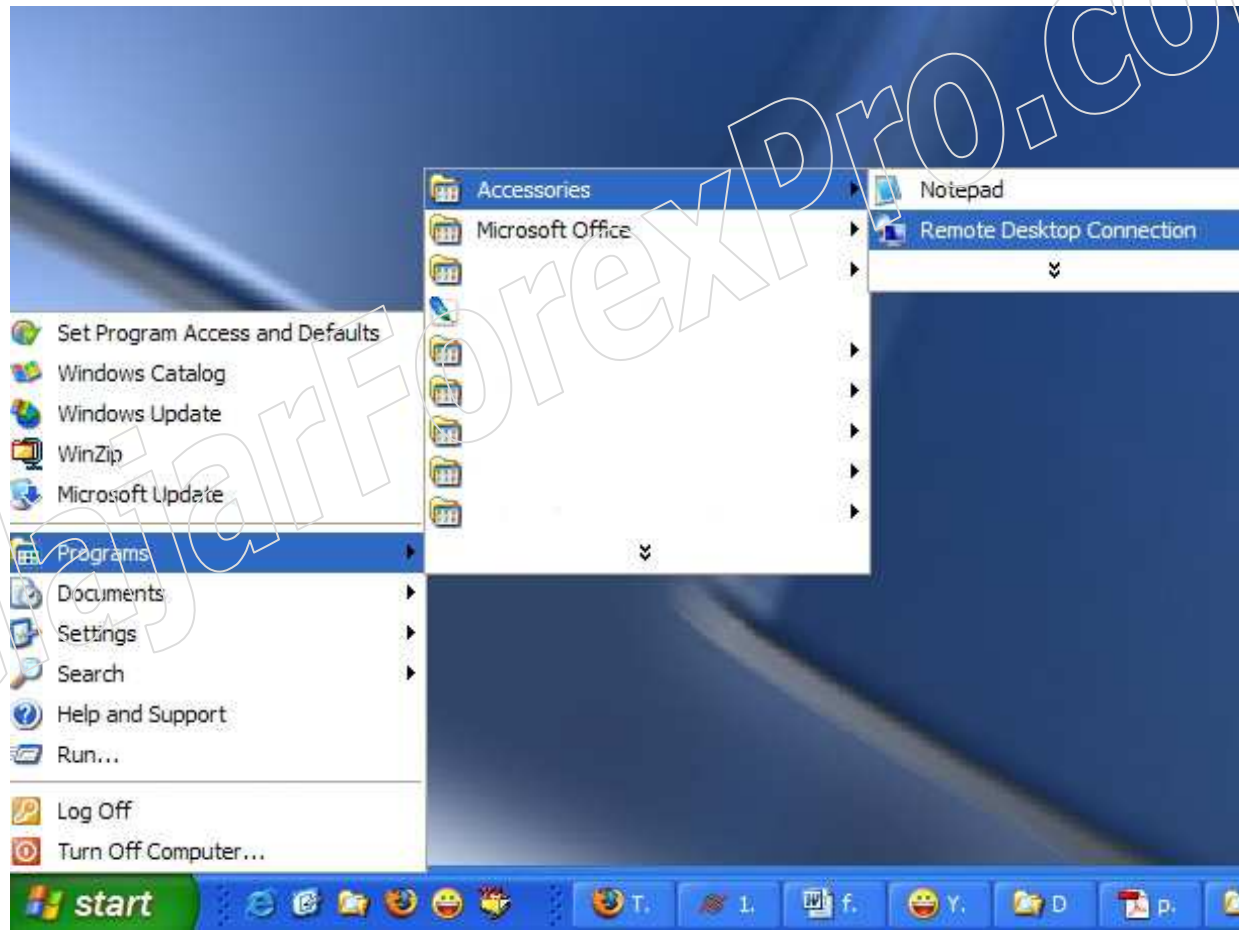 Accessories
Notepad
Microsoft Office
Remote Desktop Connection
Set Program Access and Defaults
Windows Catalog
Windows Update
WinZip
Microsoft Update
Programs
Documents
Settings
Search
Help and Support
Run...
Log Off
Turn Off Computer...
start
T.
1.
f.
Y.
D
p.